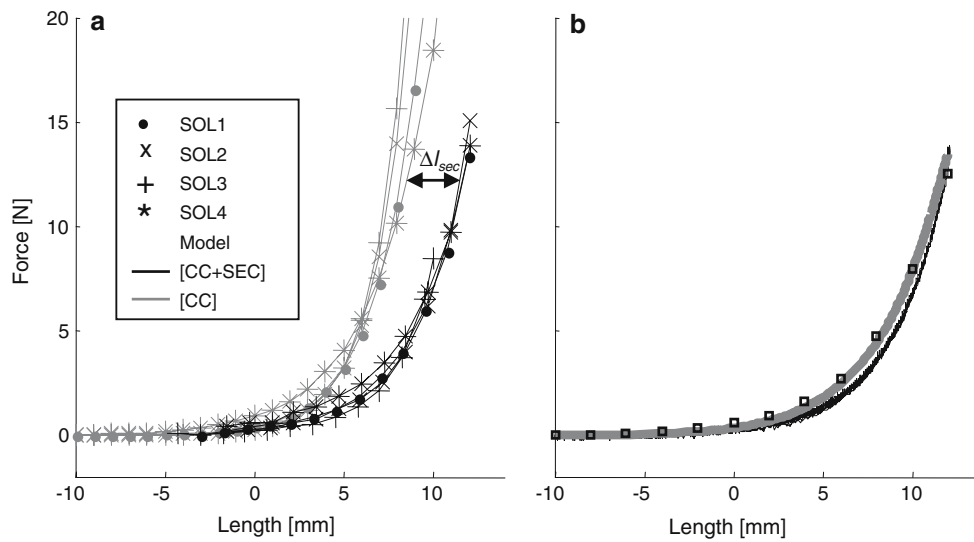 a
b
20
15
10
5
0
Force [N]
SOL1
SOL2
SOL3
SOL4
Model
[CC+SEC]
[CC]
Δlsec
-10
-5
0
5
10
-10
-5
0
5
10
Length [mm]
Length [mm]